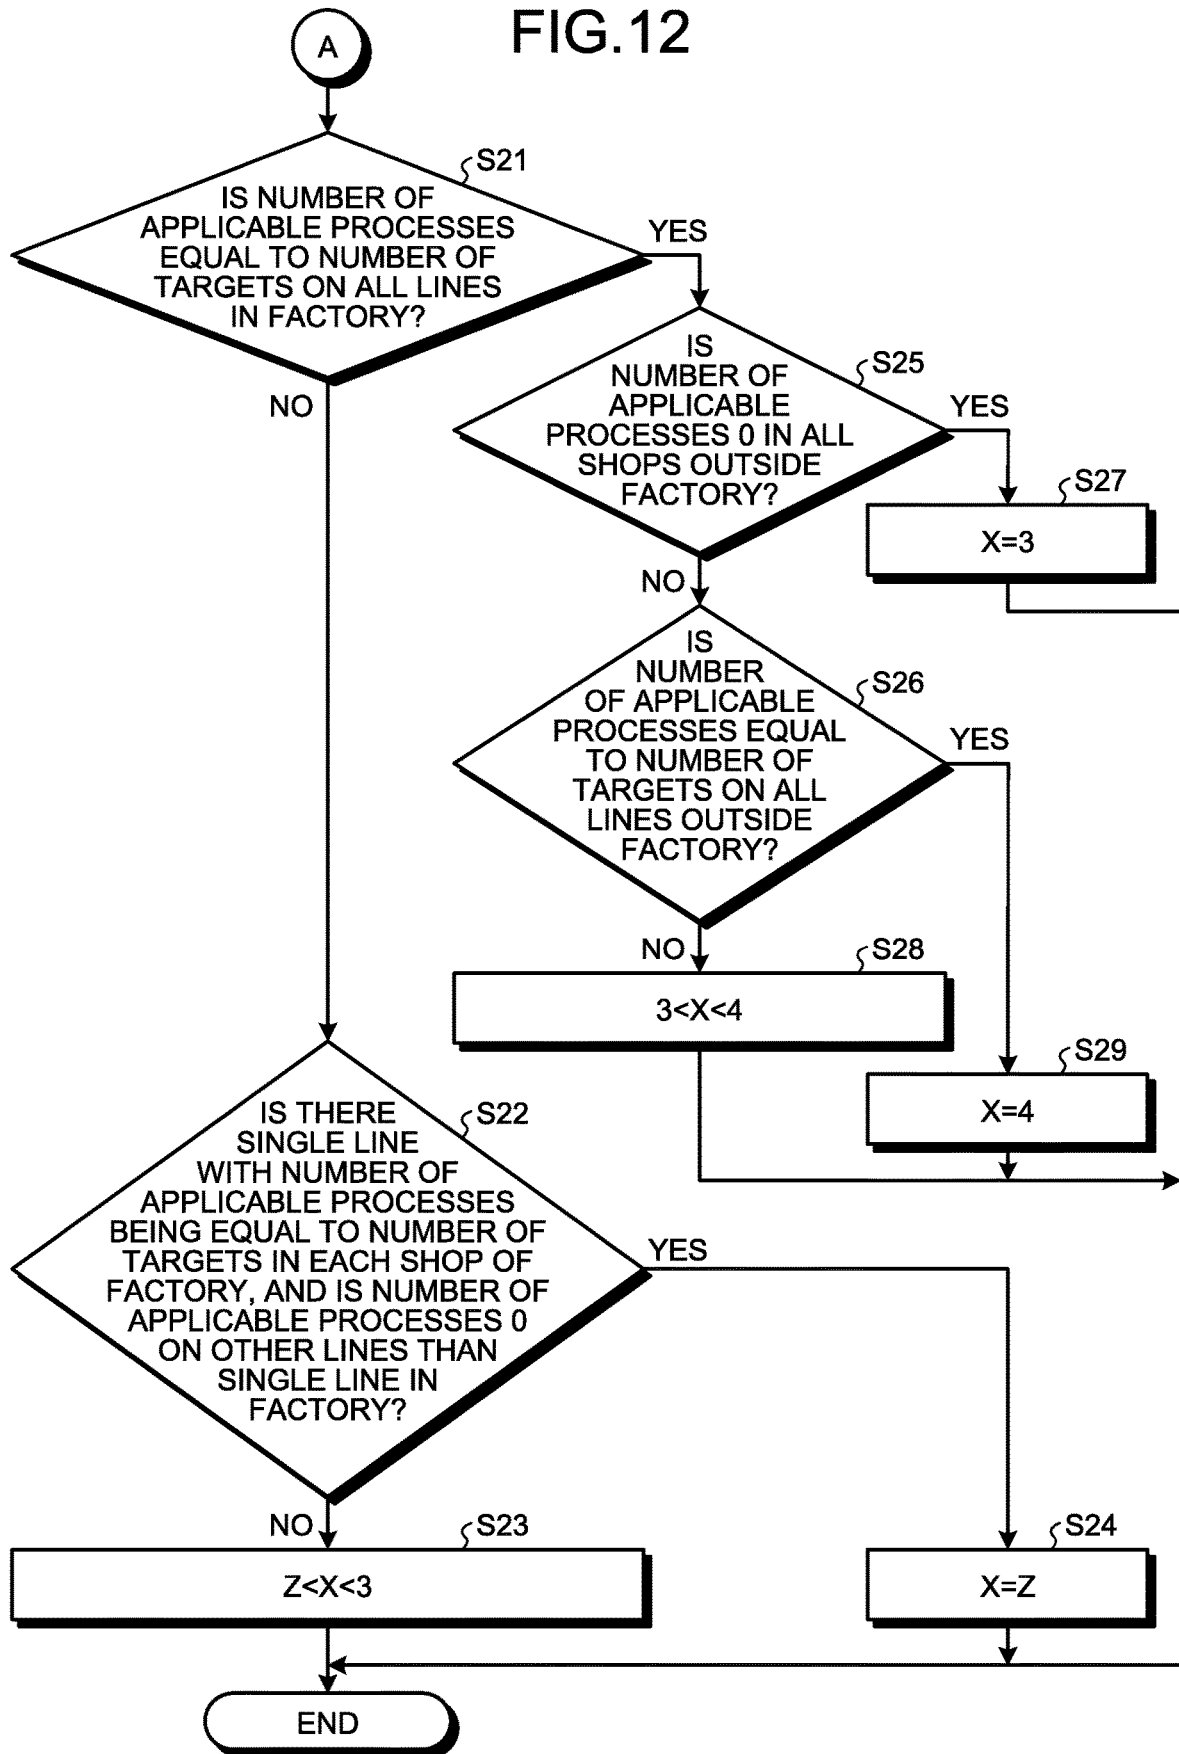 FIG.12
A
S21
IS NUMBER OF
APPLICABLE PROCESSES
EQUAL TO NUMBER OF
TARGETS ON ALL LINES
IN FACTORY?
YES
NO
S25
IS
NUMBER OF
APPLICABLE
PROCESSES 0 IN ALL
SHOPS OUTSIDE
FACTORY?
YES
S27
X=3
NO
S26
IS
NUMBER
OF APPLICABLE
PROCESSES EQUAL
TO NUMBER OF
TARGETS ON ALL
LINES OUTSIDE
FACTORY?
YES
NO
S28
3<X<4
S29
X=4
S22
IS THERE
SINGLE LINE
WITH NUMBER OF
APPLICABLE PROCESSES
BEING EQUAL TO NUMBER OF
TARGETS IN EACH SHOP OF
FACTORY, AND IS NUMBER OF
APPLICABLE PROCESSES 0
ON OTHER LINES THAN
SINGLE LINE IN
FACTORY?
YES
NO
S23
Z<X<3
S24
X=Z
END